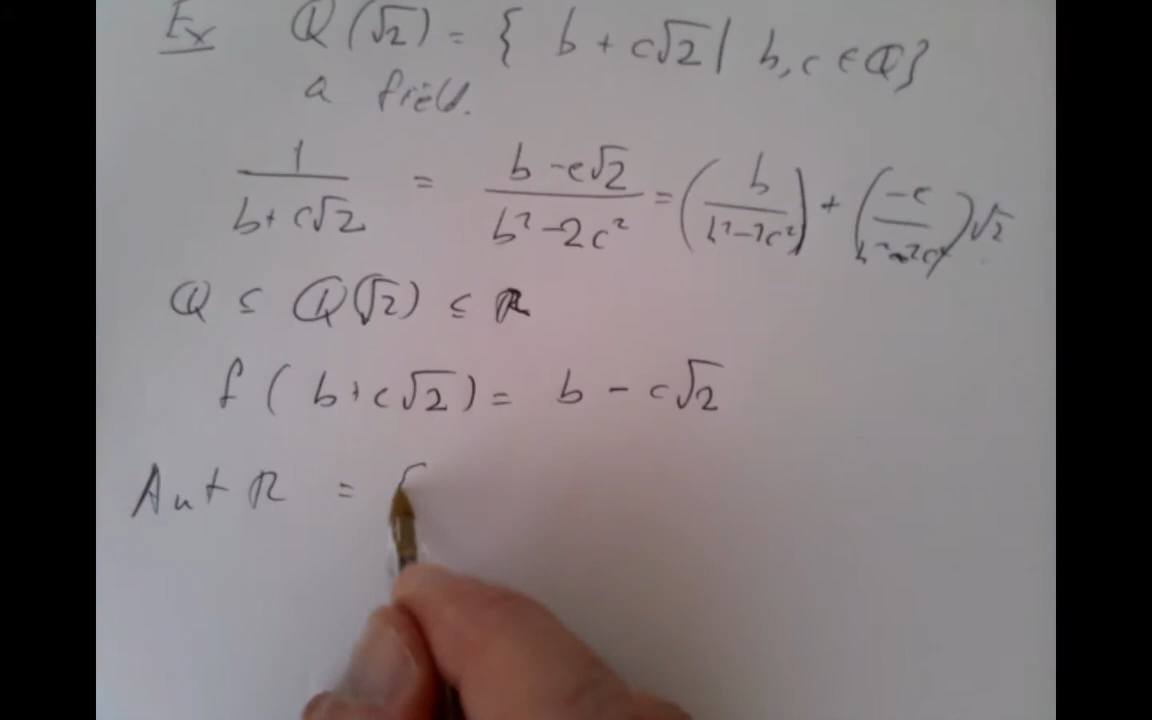 Ex ℚ(√2) = { b + c√2 | b, c ∈ ℚ}
a field.
1/(b + c√2) = (b - c√2)/(b² - 2c²) = (b/(b² - 2c²)) + (-c/(b² - 2c²))√2
ℚ ≤ ℚ(√2) ≤ ℝ
f ( b + c√2 ) = b - c√2
Aut ℝ = {